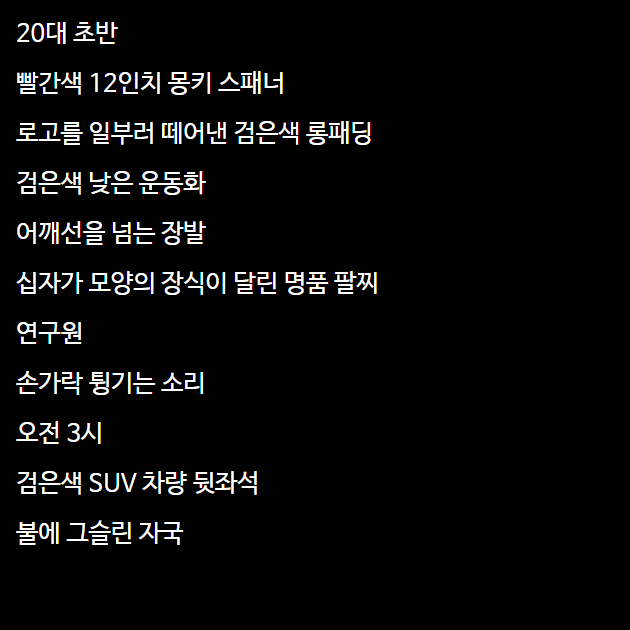 20대 초반
빨간색 12인치 몽키 스패너
로고를 일부러 떼어낸 검은색 롱패딩
검은색 낮은 운동화
어깨선을 넘는 장발
십자가 모양의 장식이 달린 명품 팔찌
연구원
손가락 튕기는 소리
오전 3시
검은색 SUV 차량 뒷좌석
불에 그슬린 자국